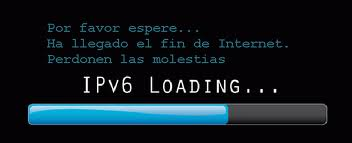 Por favor espere...
Ha llegado el fin de Internet.
Perdonen las molestias
IPv6 Loading...